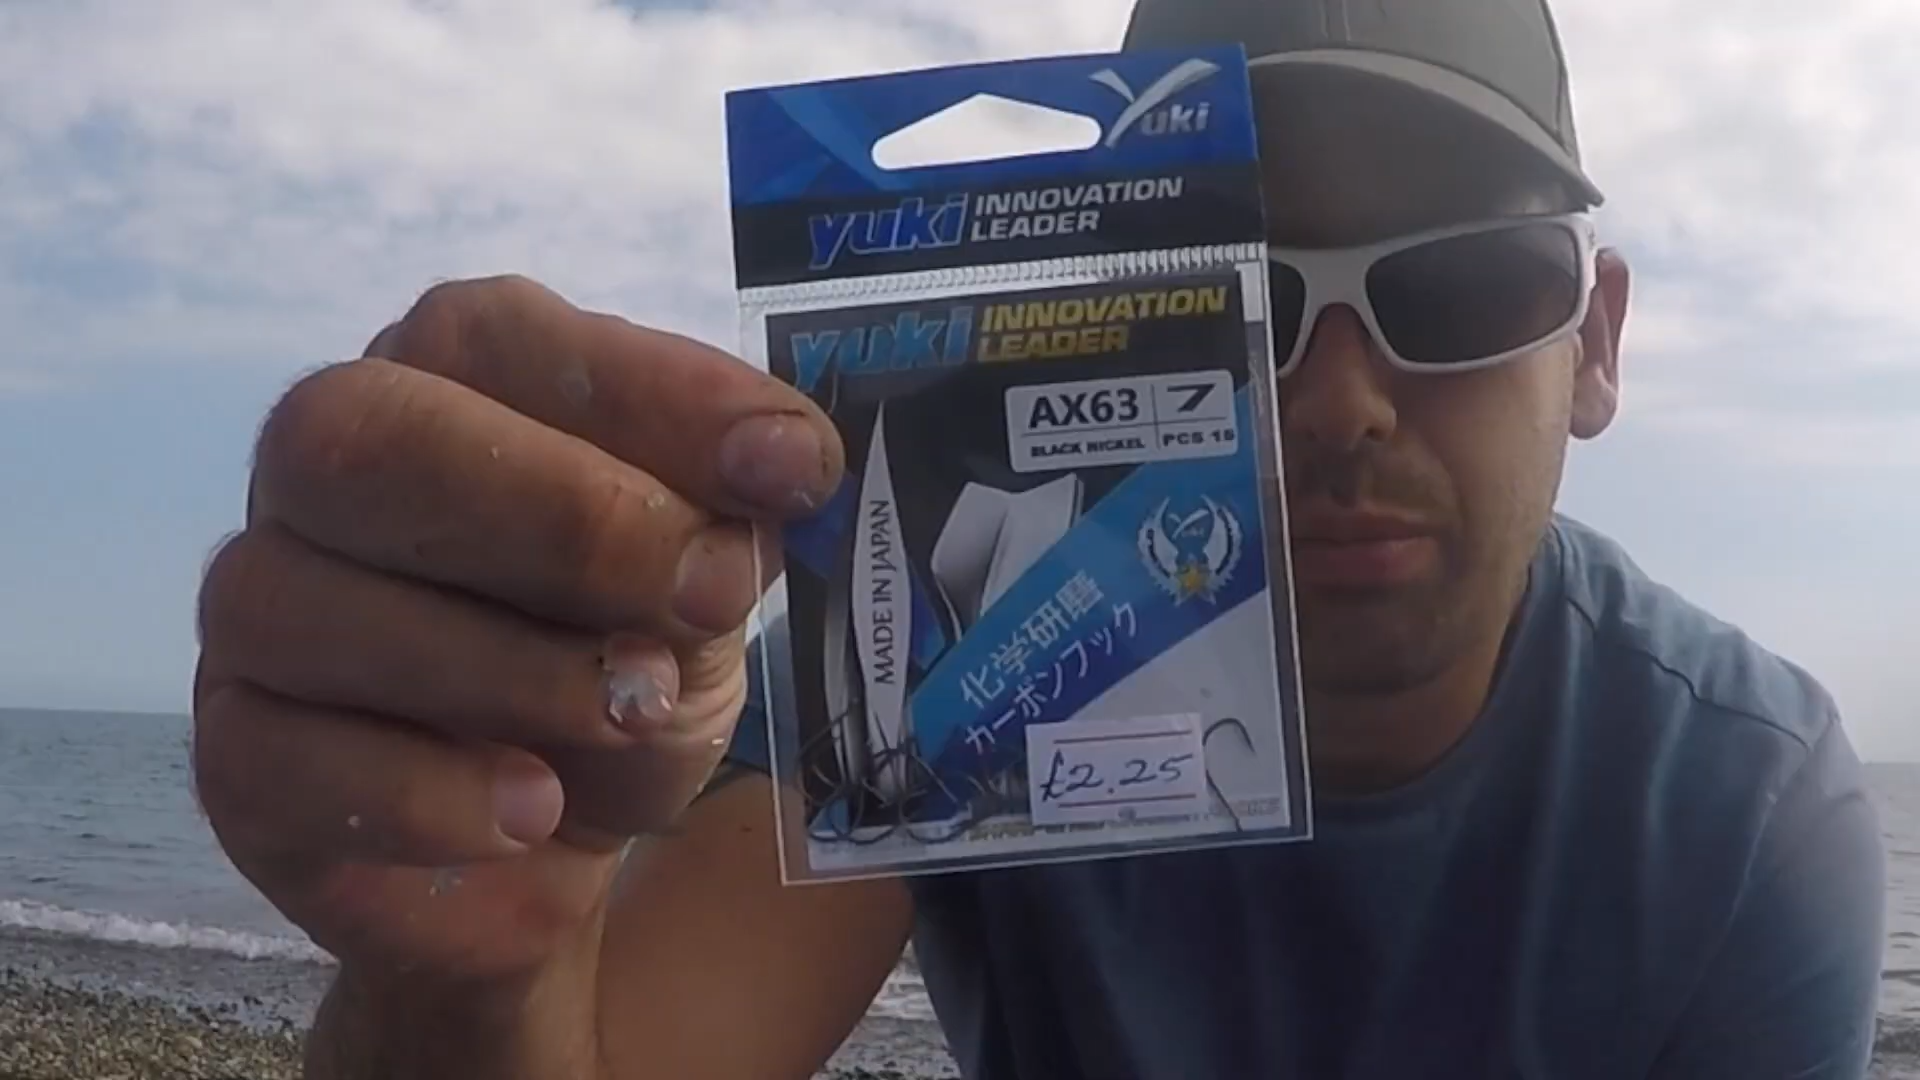 Yuki
yuki INNOVATION
LEADER
yuki INNOVATION
LEADER
AX63 7
BLACK NICKEL PCS 15
MADE IN JAPAN
化学研磨
カーボンフック
£2.25